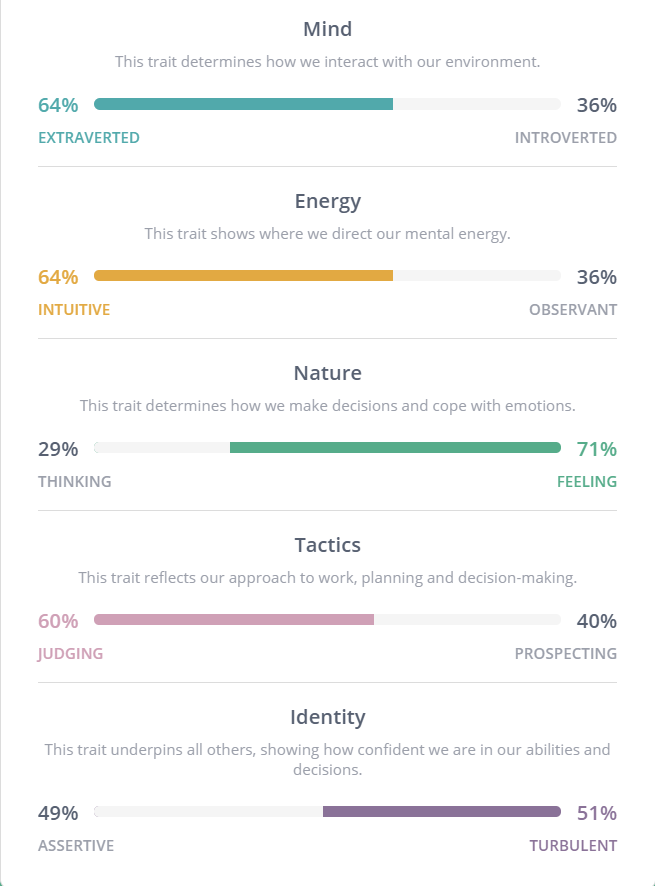 Mind
This trait determines how we interact with our environment.
64% 36%
EXTRAVERTED INTROVERTED
Energy
This trait shows where we direct our mental energy.
64% 36%
INTUITIVE OBSERVANT
Nature
This trait determines how we make decisions and cope with emotions.
29% 71%
THINKING FEELING
Tactics
This trait reflects our approach to work, planning and decision-making.
60% 40%
JUDGING PROSPECTING
Identity
This trait underpins all others, showing how confident we are in our abilities and
decisions.
49% 51%
ASSERTIVE TURBULENT